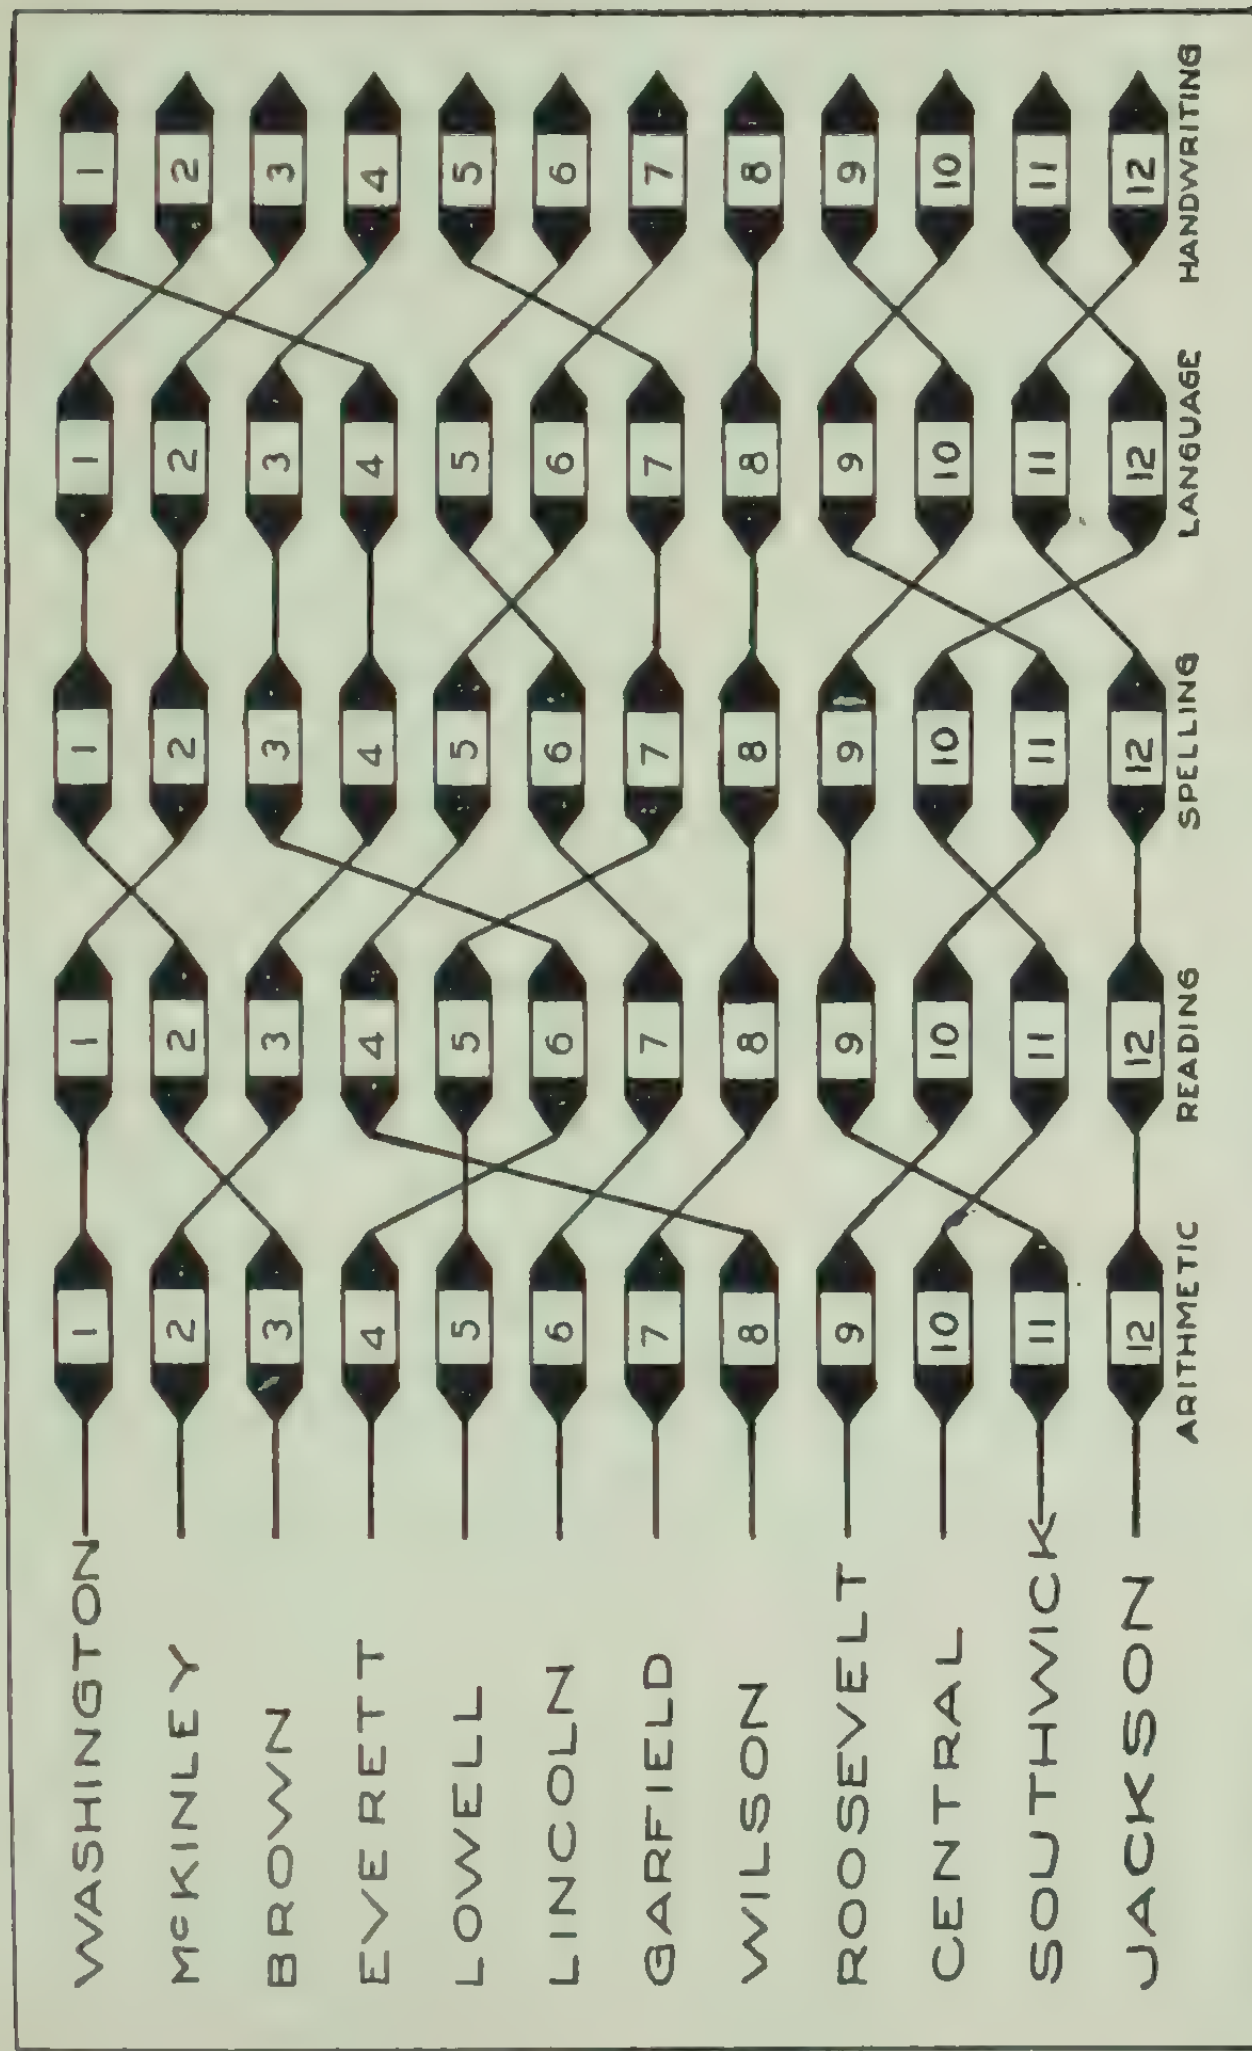 WASHINGTON 1 1 1 1 1
McKINLEY 2 2 2 2 2
BROWN 3 3 3 3 3
EVERETT 4 4 4 4 4
LOWELL 5 5 5 5 5
LINCOLN 6 6 6 6 6
GARFIELD 7 7 7 7 7
WILSON 8 8 8 8 8
ROOSEVELT 9 9 9 9 9
CENTRAL 10 10 10 10 10
SOUTHWICK 11 11 11 11 11
JACKSON 12 12 12 12 12
ARITHMETIC READING SPELLING LANGUAGE HANDWRITING